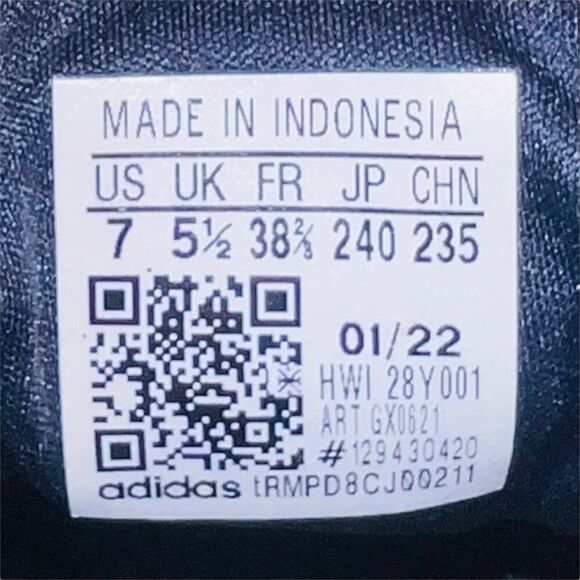 MADE IN INDONESIA
US UK FR JP CHN
7 5½ 38⅔ 240 235
01/22
HWI 28Y001
ART GX0621
#129430420
adidas tRMPD8CJ00211